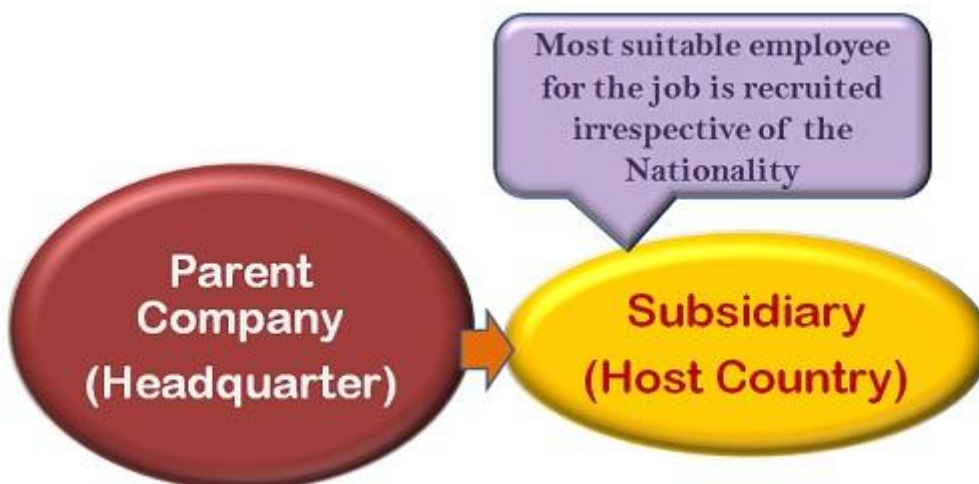 Most suitable employee
for the job is recruited
irrespective of the
Nationality
Parent
Company
(Headquarter)
Subsidiary
(Host Country)